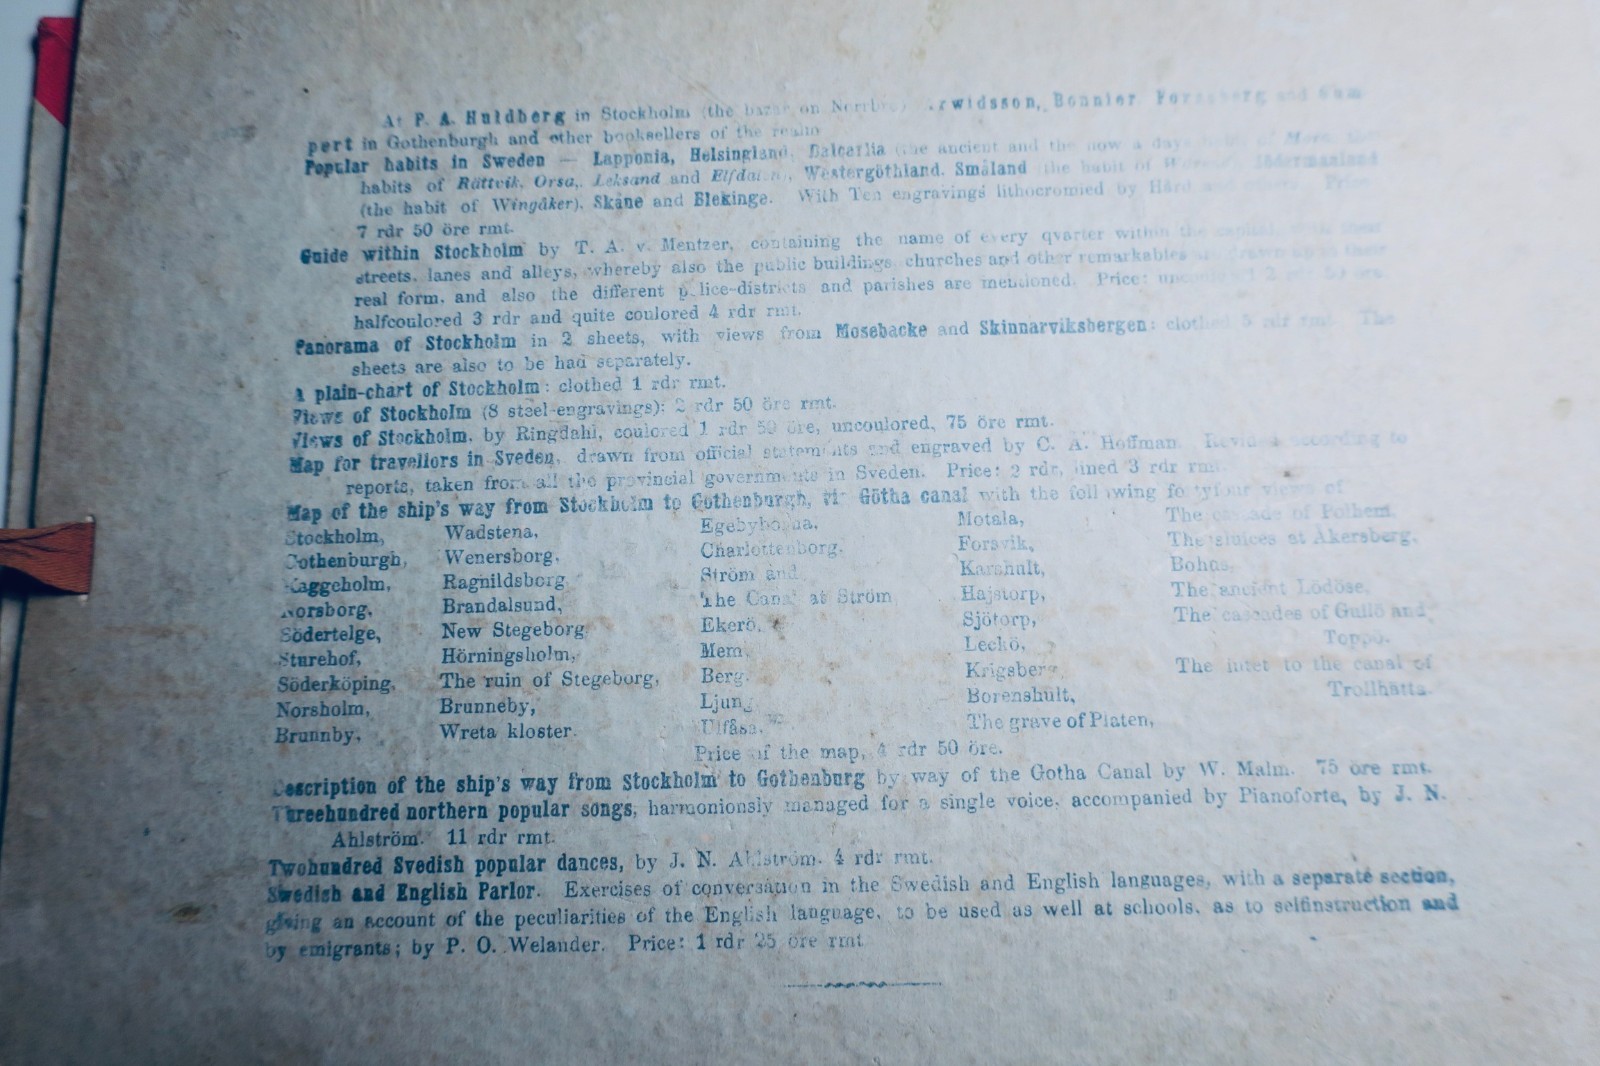 At P. A. Huldberg in Stockholm (the bazar on Norrbro) Arwidsson, Bonnier
pert in Gothenburgh and other booksellers of the realm
Popular habits in Sweden — Lapponia, Helsingland, Dalcarlia (the ancient and the now a days habit of Mora, the
habits of Rättvik, Orsa, Leksand and Elfdalen), Westergöthland, Småland (the habit of
(the habit of Wingåker), Skåne and Blekinge. With Ten engravings lithocromied by Hård and
7 rdr 50 öre rmt.
Guide within Stockholm by T. A. v. Mentzer, containing the name of every qvarter within the capital,
streets, lanes and alleys, whereby also the public buildings churches and other remarkables
real form, and also the different police-districts and parishes are mentioned. Price:
halfcoulored 3 rdr and quite coulored 4 rdr rmt.
Panorama of Stockholm in 2 sheets, with views from Mosebacke and Skinnarviksbergen: clothed 5 rdr rmt. The
sheets are also to be had separately.
A plain-chart of Stockholm: clothed 1 rdr rmt.
Views of Stockholm (8 steel-engravings): 2 rdr 50 öre rmt.
Views of Stockholm, by Ringdahl, coulored 1 rdr 50 öre, uncoulored, 75 öre rmt.
Map for travellors in Sveden, drawn from official statements and engraved by C. A. Hoffman. Revided according to
reports, taken from all the provincial governments in Sveden. Price: 2 rdr, lined 3 rdr rmt.
Map of the ship's way from Stockholm to Gothenburgh, via Götha canal with the following fortyfour views of
Stockholm, Wadstena, Egebyhonna, Motala, The cascade of Polhem,
Gothenburgh, Wenersborg, Charlottenborg, Forsvik, The sluices at Åkersberg,
Kaggeholm, Ragnildsborg Ström and Karshult, Bohus,
Norsborg, Brandalsund, The Canal at Ström Hajstorp, The ancient Lödöse,
Södertelge, New Stegeborg Ekerö, Sjötorp, The cascades of Gullö and
Sturehof, Hörningsholm, Mem, Leckö, Toppö.
Söderköping, The ruin of Stegeborg, Berg, Krigsberg The inlet to the canal of
Norsholm, Brunneby, Ljung Borenshult, Trollhätta.
Brunnby, Wreta kloster. Ulfåsa, The grave of Platen,
Price of the map, 4 rdr 50 öre.
Description of the ship's way from Stockholm to Gothenburg by way of the Gotha Canal by W. Malm. 75 öre rmt.
Threehundred northern popular songs, harmonionsly managed for a single voice, accompanied by Pianoforte, by J. N.
Ahlström. 11 rdr rmt.
Twohundred Svedish popular dances, by J. N. Ahlström. 4 rdr rmt.
Swedish and English Parlor. Exercises of conversation in the Swedish and English languages, with a separate section,
giving an account of the peculiarities of the English language, to be used as well at schools, as to selfinstruction and
by emigrants; by P. O. Welander. Price: 1 rdr 25 öre rmt